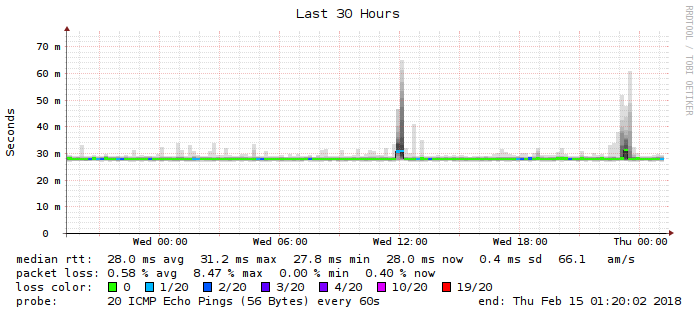 Last 30 Hours
RRDTOOL / TOBI OETIKER
Seconds
70 m
60 m
50 m
40 m
30 m
20 m
10 m
0
Wed 00:00 Wed 06:00 Wed 12:00 Wed 18:00 Thu 00:00
median rtt: 28.0 ms avg 31.2 ms max 27.8 ms min 28.0 ms now 0.4 ms sd 66.1 am/s
packet loss: 0.58 % avg 8.47 % max 0.00 % min 0.40 % now
loss color: 0 1/20 2/20 3/20 4/20 10/20 19/20
probe: 20 ICMP Echo Pings (56 Bytes) every 60s end: Thu Feb 15 01:20:02 2018